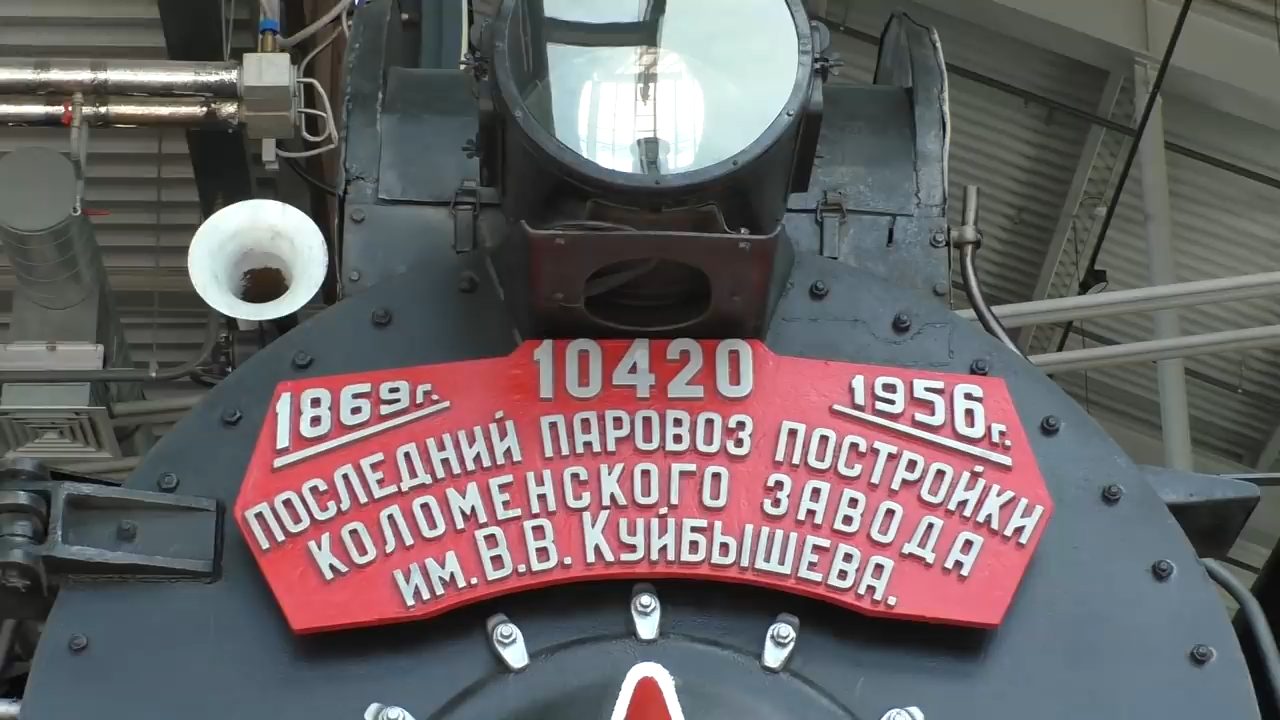 10420
1869г. 1956г.
ПОСЛЕДНИЙ ПАРОВОЗ ПОСТРОЙКИ
КОЛОМЕНСКОГО ЗАВОДА
ИМ. В.В. КУЙБЫШЕВА.